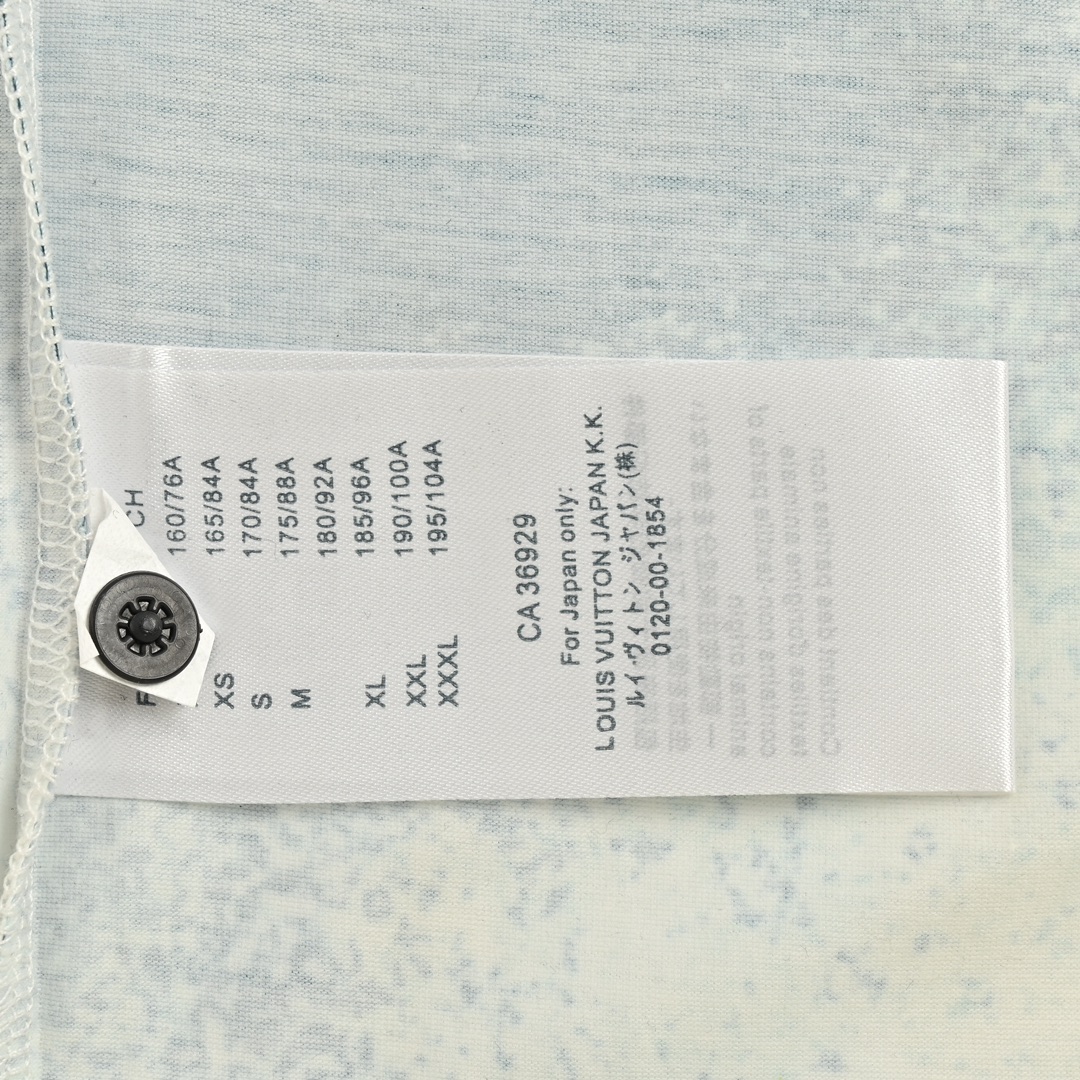 F CH
160/76A
XS 165/84A
S 170/84A
M 175/88A
180/92A
XL 185/96A
XXL 190/100A
XXXL 195/104A
CA 36929
For Japan only:
LOUIS VUITTON JAPAN K.K.
ルイ・ヴィトン ジャパン(株)
0120-00-1854